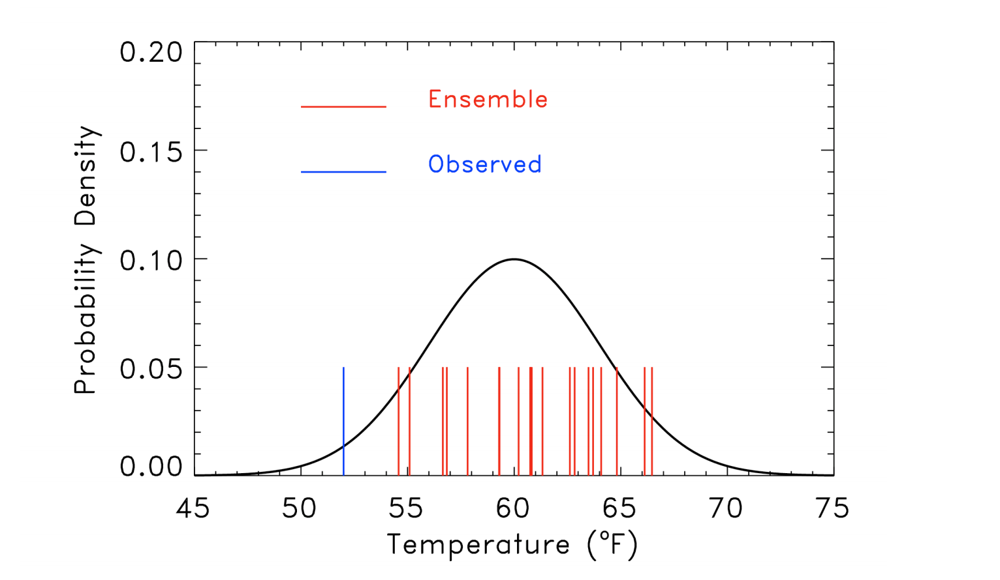 0.20
Ensemble
0.15
Observed
Probability Density
0.10
0.05
0.00
45 50 55 60 65 70 75
Temperature (°F)